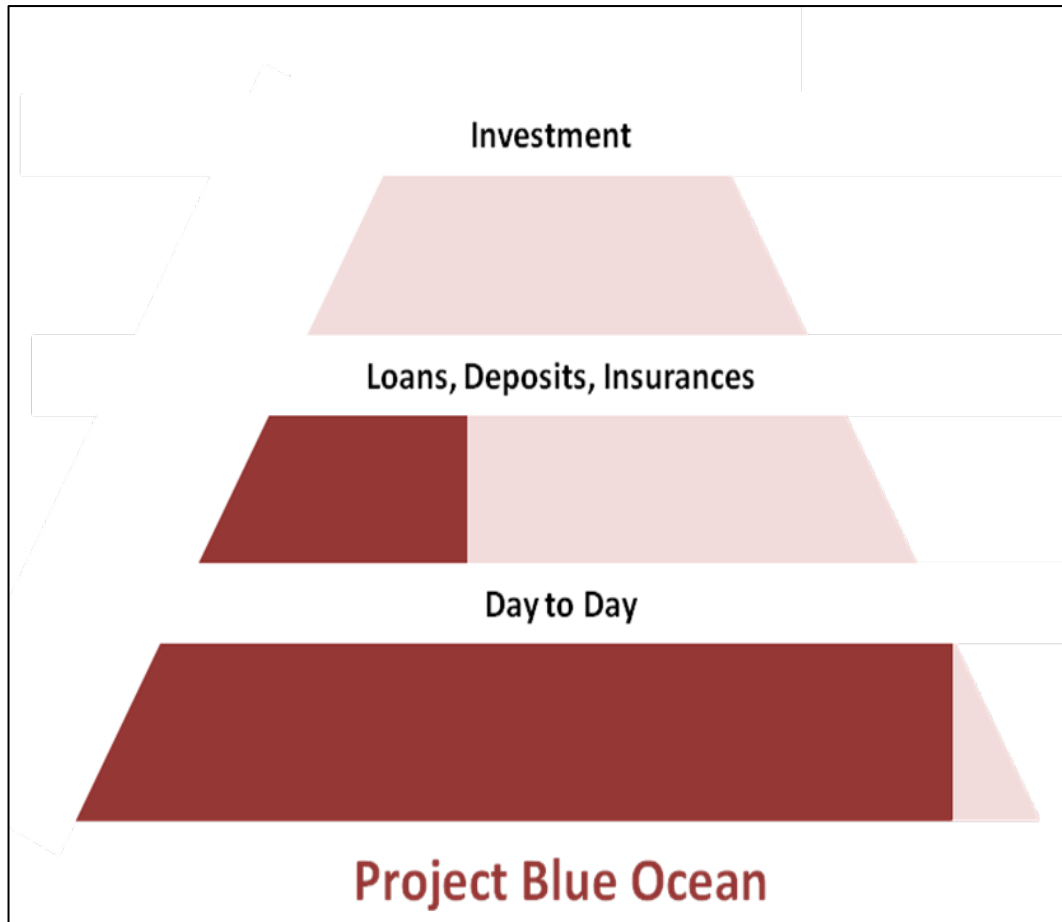 Investment
Loans, Deposits, Insurances
Day to Day
Project Blue Ocean